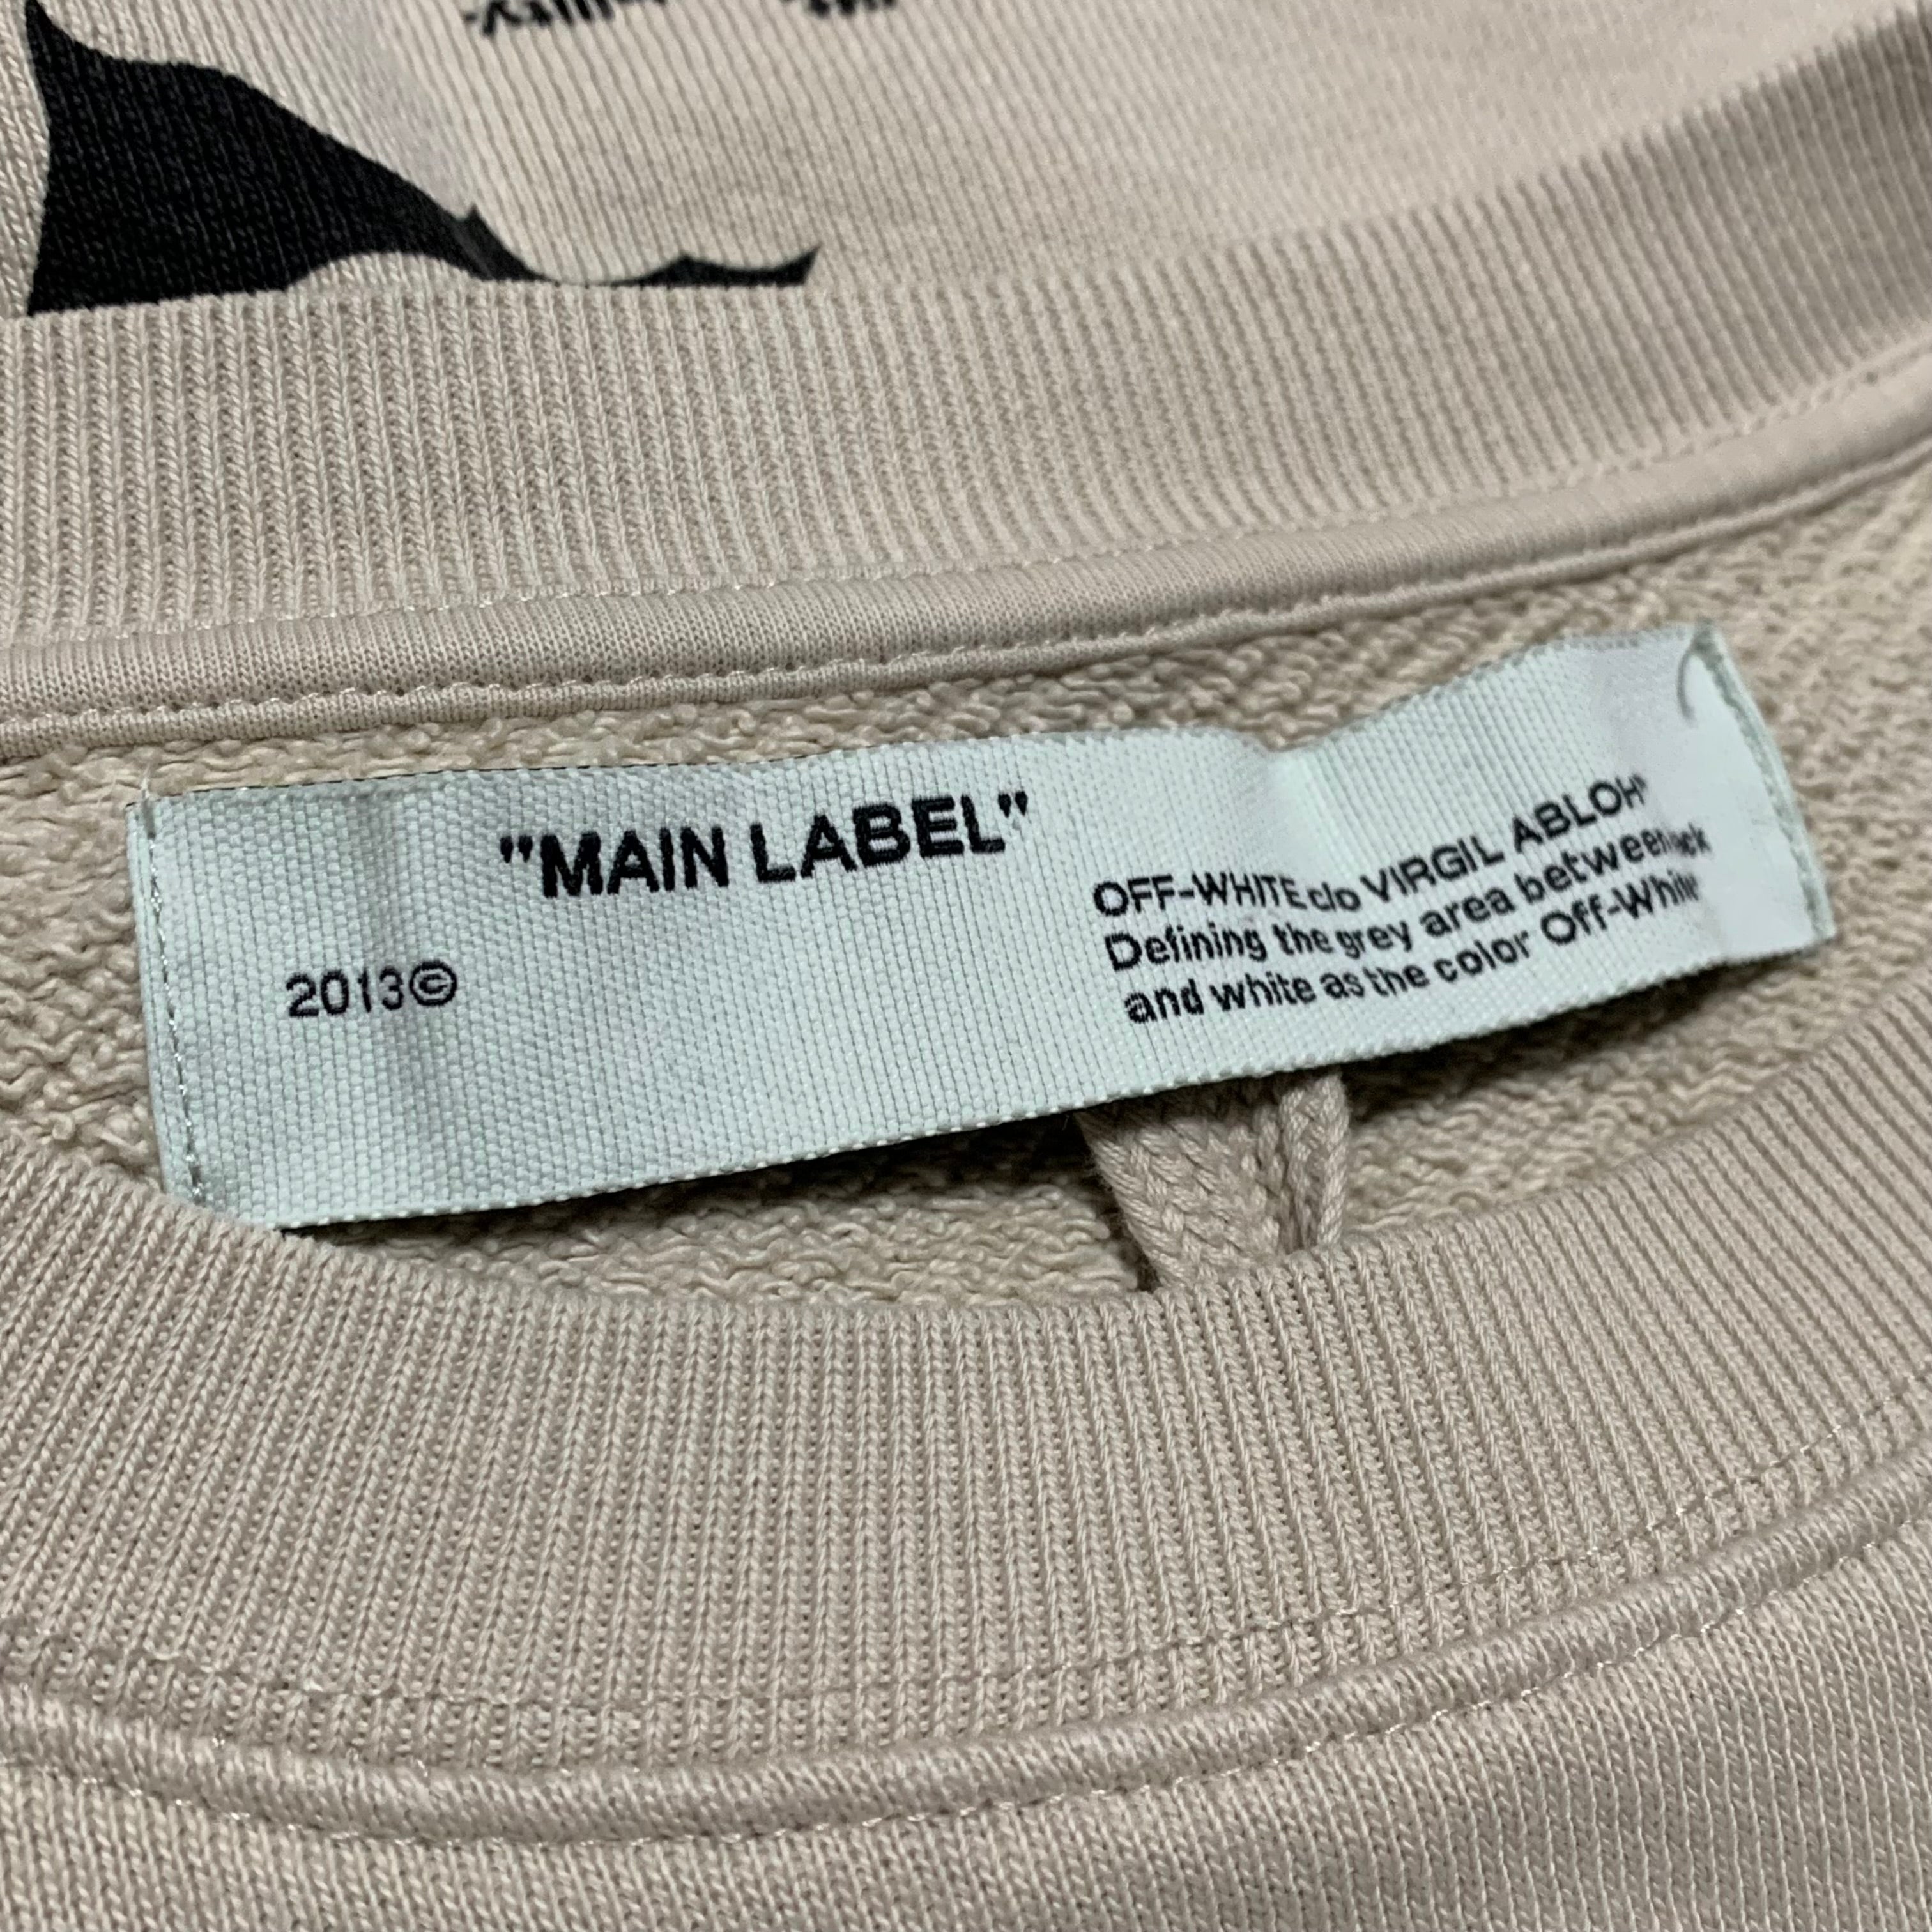 "MAIN LABEL"
2013©
OFF-WHITE c/o VIRGIL ABLOH"
Defining the grey area between
and white as the color Off-White"